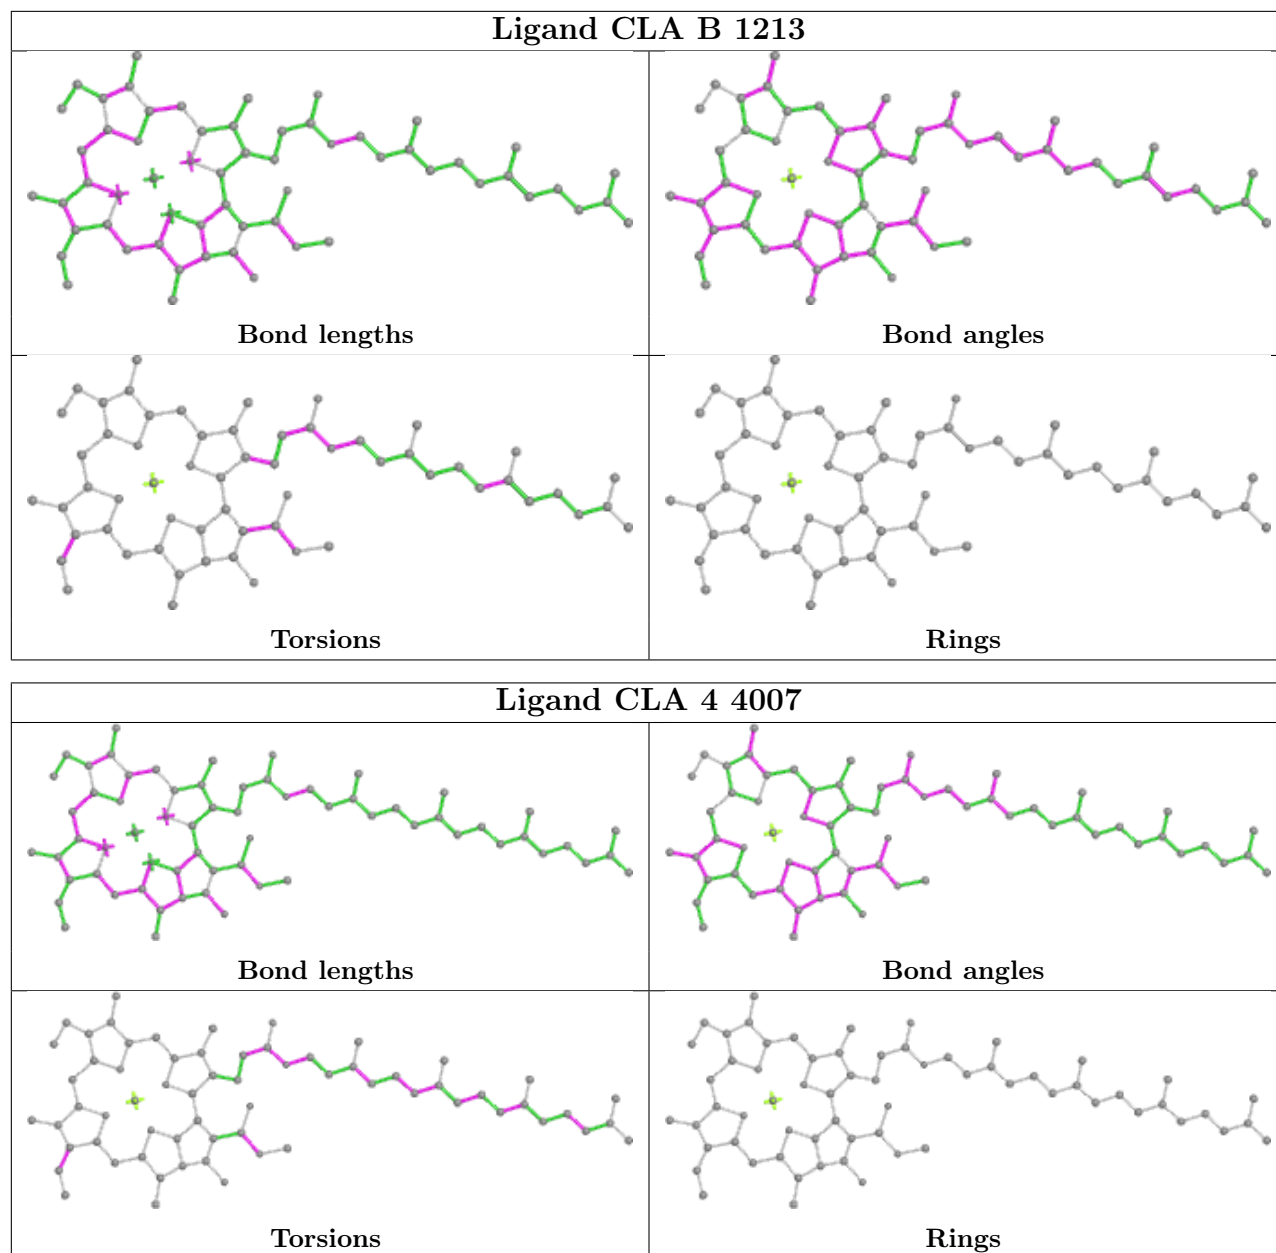 Ligand CLA B 1213
Bond lengths
Bond angles
Torsions
Rings
Ligand CLA 4 4007
Bond lengths
Bond angles
Torsions
Rings